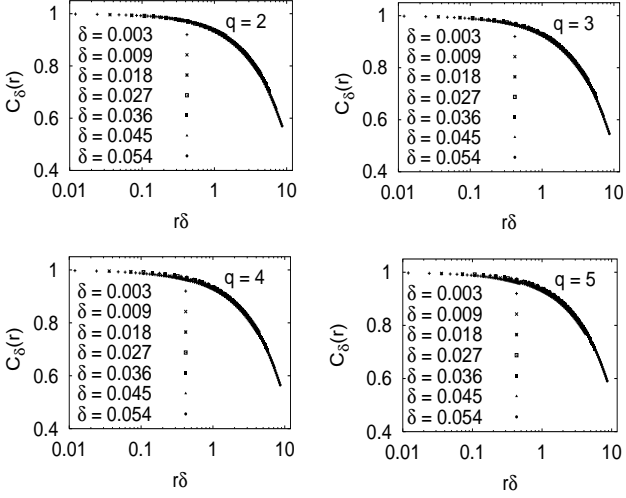 C_δ(r)
1
0.8
0.6
0.4
q = 2
δ = 0.003
δ = 0.009
δ = 0.018
δ = 0.027
δ = 0.036
δ = 0.045
δ = 0.054
0.01 0.1 1 10
rδ
C_δ(r)
1
0.8
0.6
0.4
q = 3
δ = 0.003
δ = 0.009
δ = 0.018
δ = 0.027
δ = 0.036
δ = 0.045
δ = 0.054
0.01 0.1 1 10
rδ
C_δ(r)
1
0.8
0.6
0.4
q = 4
δ = 0.003
δ = 0.009
δ = 0.018
δ = 0.027
δ = 0.036
δ = 0.045
δ = 0.054
0.01 0.1 1 10
rδ
C_δ(r)
1
0.8
0.6
0.4
q = 5
δ = 0.003
δ = 0.009
δ = 0.018
δ = 0.027
δ = 0.036
δ = 0.045
δ = 0.054
0.01 0.1 1 10
rδ